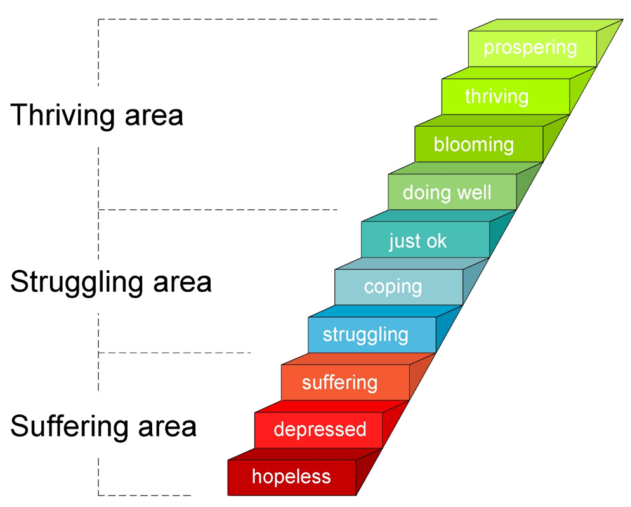 prospering
thriving
Thriving area
blooming
doing well
just ok
Struggling area
coping
struggling
suffering
Suffering area
depressed
hopeless